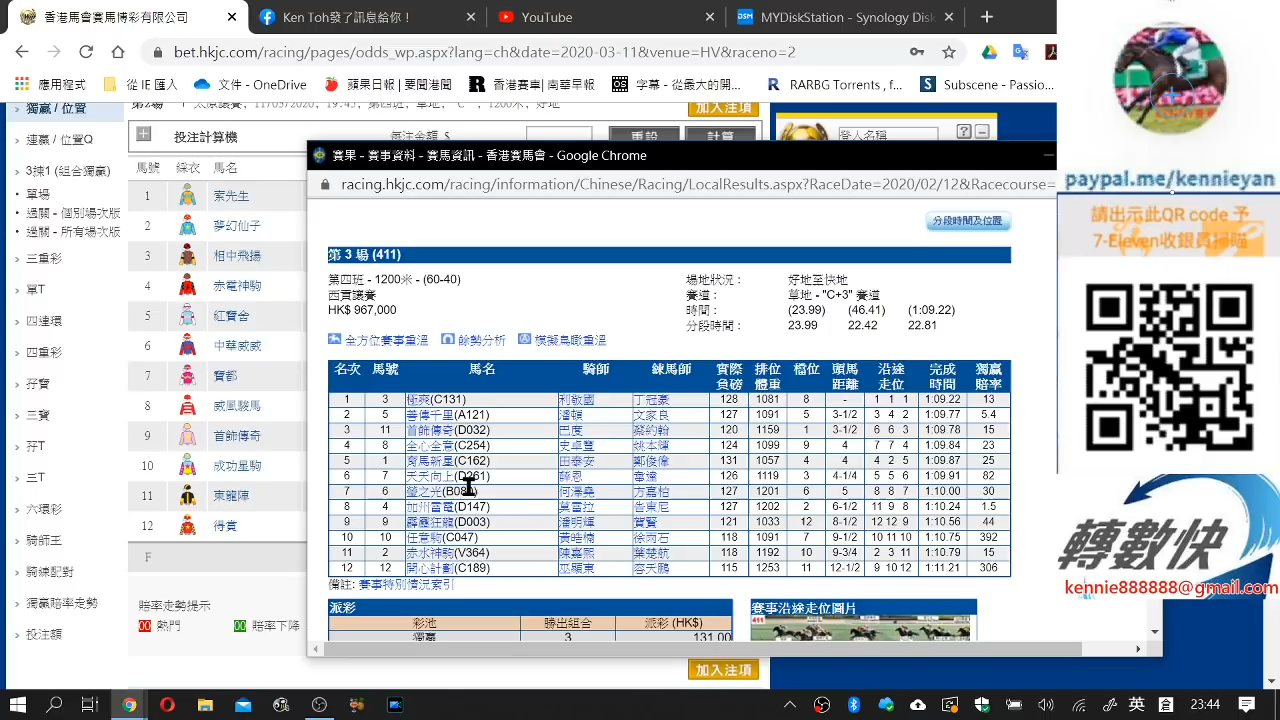 香港賽馬彩有限公司
Ken Toh發了訊息給你！
YouTube
MYDiskStation - Synology Disk
bet.hkjc.com/racing/pages/odds_wp.aspx?lang=ch&date=2020-03-11&venue=HV&raceno=2
應用程式
從 IE 匯入
文件 - OneDrive
蘋果日報 | 壹週
香港賽馬 | 南華早報
字幕 - 從最大的開...
RARBG Torrents f...
Subscene - Passio...
獨贏 / 位置
連贏 / 位置Q
3揀1 (組合獨贏)
單場
過關 - 個別場次版
過關 - 所有場次版
三重彩
單T
四連環
四重彩
孖寶
三寶
孖T
三T
六環彩
騎師王
騎練配對
獨贏賠率走勢
投注額
加入注項
投注計算機
每注金額 $
重設
計算
登入名稱
馬號 綵衣 馬名
1 索先生
2 夢幻仙子
3 相中飛揚
4 赤電神駒
5 紅寶舍
6 中華威威
7 寶都
8 威風駿馬
9 首飾傳奇
10 成功星駒
11 東龍陣
12 得賞
F
賠率走勢提示
00 熱門
00 賠率下降
加入注項
賽果 - 賽事資料 - 賽馬資訊 - 香港賽馬會 - Google Chrome
racing.hkjc.com/racing/information/Chinese/Racing/LocalResults.aspx?RaceDate=2020/02/12&Racecourse=
分段時間及位置
第 3 場 (411)
第四班 - 1200米 - (60-40) 場地狀況 : 好地至快地
西貢讓賽 賽道 : 草地 - "C+3" 賽道
HK$ 967,000 時間 : (23.99) (46.41) (1:09.22)
分段時間 : 23.99 22.42 22.81
全方位賽事重溫 餘勢分析 模擬鳥瞰重溫
名次 馬號 馬名 騎師 練馬師 實際負磅 排位體重 檔位 頭馬距離 沿途走位 完成時間 獨贏賠率
1 3 極爽(C131) 利敬國 丁冠豪 128 1081 8 - 1 1 1 1:09.22 13
2 5 善傳千里(A121) 潘頓 文家良 127 1091 5 3-1/2 3 4 2 1:09.77 5.4
3 11 首飾傳奇(D032) 巴度 蔡約翰 120 1159 1 3-1/2 6 6 3 1:09.78 15
4 8 全心全意(C254) 史卓豐 姚本輝 124 1099 9 4 7 7 4 1:09.84 23
5 1 育馬新星(C162) 田泰安 鄭俊偉 131 1057 4 4 4 2 5 1:09.87 25
6 7 天天向上(D261) 薛恩 韋達 126 1119 3 4-1/4 5 5 6 1:09.91 82
7 6 螢之光 何澤堯 方嘉柏 127 1201 6 5 8 8 7 1:10.00 30
8 4 加州雷電(D147) 莫雷拉 告東尼 127 1202 2 6-1/2 11 9 8 1:10.24 1.5
9 9 霹靂狂龍(D003) 潘明輝 賀賢 121 1033 12 8-1/2 12 12 9 1:10.56 44
10 10 任意駒(C047) 黃皓楠 徐雨石 118 1091 7 9-1/2 10 11 10 1:10.75 392
11 2 赤水神駒(V364) 陳嘉熙 葉楚航 118 1192 10 9-3/4 2 3 11 1:10.79 15
12 12 開心計劃(C189) 巫顯東 容天鵬 115 1253 11 12-1/2 9 10 12 1:11.21 306
備註: 賽事特別情況索引
派彩
彩池 勝出組合 派彩 (HK$)
獨贏 3 131.00
賽事沿途走位圖片
411
paypal.me/kennieyan
請出示此QR code 予
7-Eleven收銀員掃瞄
轉數快
kennie888888@gmail.com
英
23:44